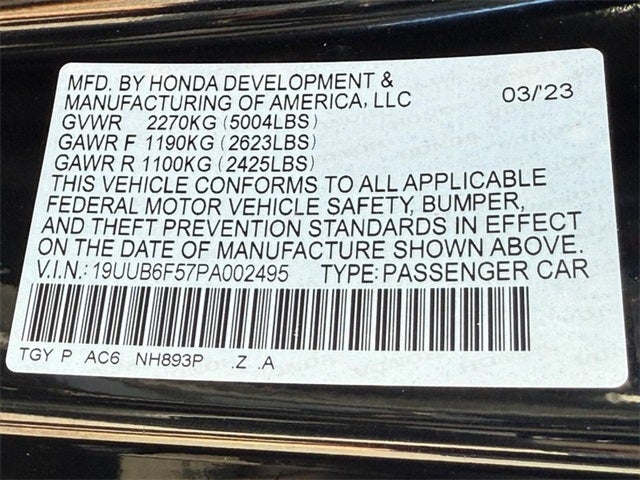 MFD. BY HONDA DEVELOPMENT &
MANUFACTURING OF AMERICA, LLC 03/'23
GVWR 2270KG (5004LBS)
GAWR F 1190KG (2623LBS)
GAWR R 1100KG (2425LBS)
THIS VEHICLE CONFORMS TO ALL APPLICABLE
FEDERAL MOTOR VEHICLE SAFETY, BUMPER,
AND THEFT PREVENTION STANDARDS IN EFFECT
ON THE DATE OF MANUFACTURE SHOWN ABOVE.
V.I.N.: 19UUB6F57PA002495 TYPE: PASSENGER CAR
TGY P AC6 NH893P .Z .A